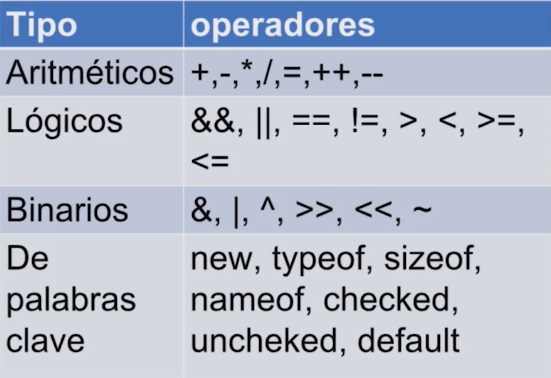 Tipo operadores
Aritméticos +,-,*,/,=,++,--
Lógicos &&, ||, ==, !=, >, <, >=,
<=
Binarios &, |, ^, >>, <<, ~
De new, typeof, sizeof,
palabras nameof, checked,
clave uncheked, default